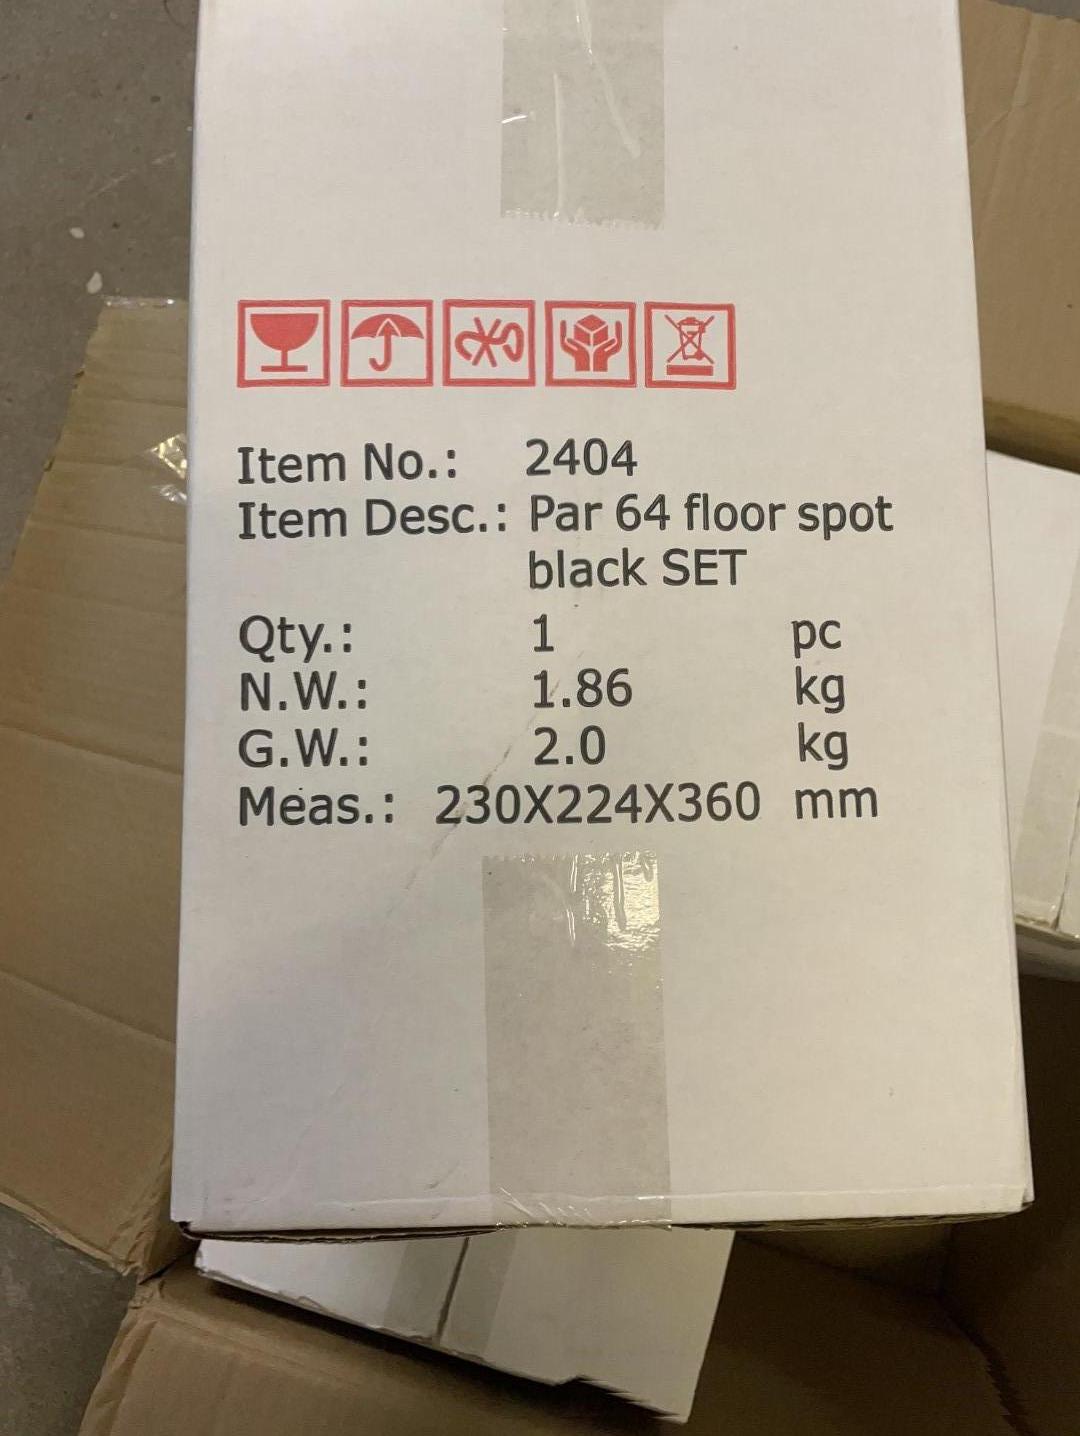 Item No.: 2404
Item Desc.: Par 64 floor spot
black SET
Qty.: 1 pc
N.W.: 1.86 kg
G.W.: 2.0 kg
Meas.: 230X224X360 mm